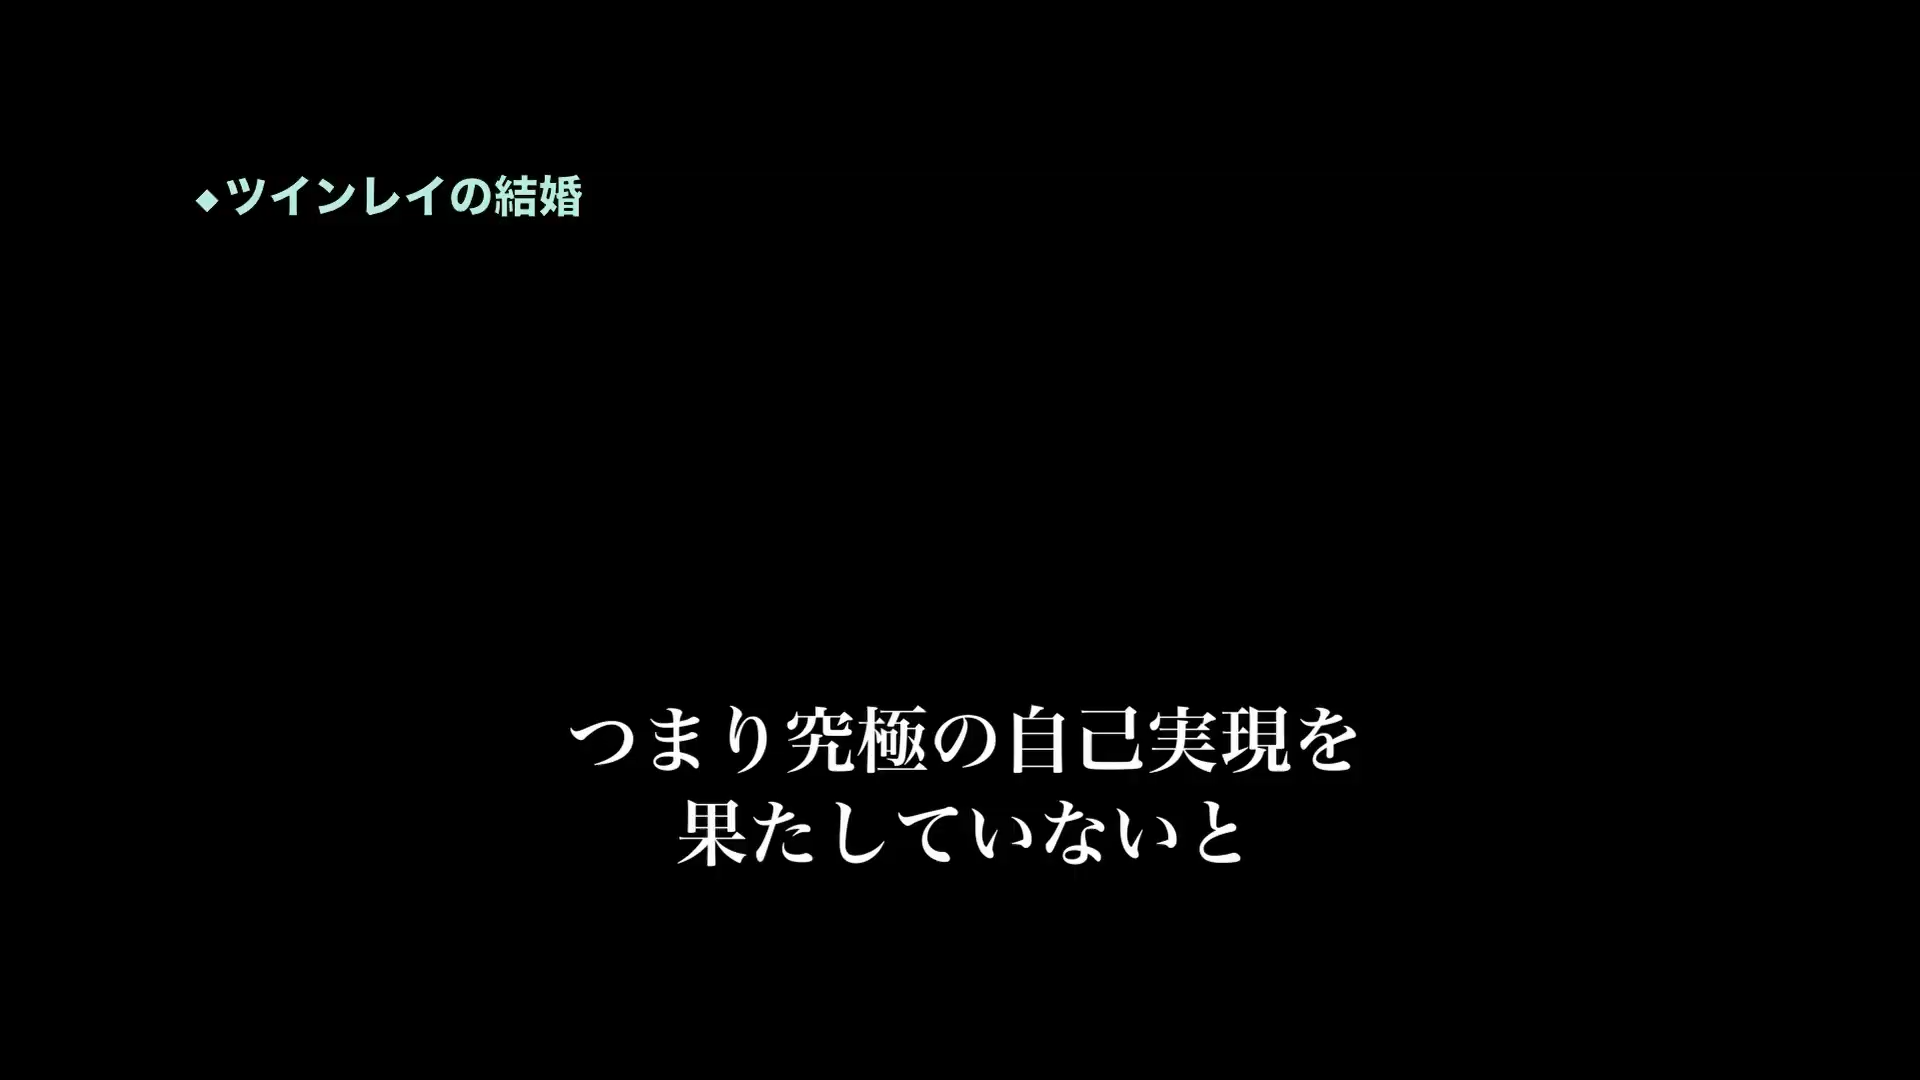 ◆ツインレイの結婚
つまり究極の自己実現を
果たしていないと